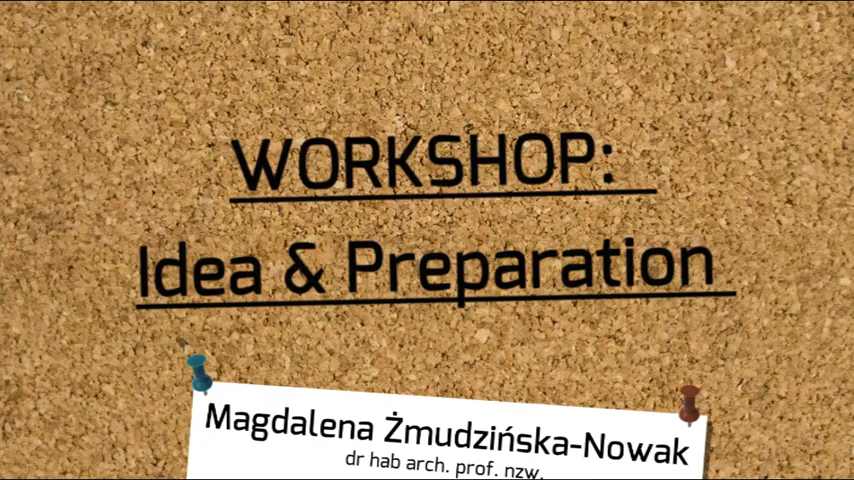 WORKSHOP:
Idea & Preparation
Magdalena Żmudzińska-Nowak
dr hab arch. prof. nzw.